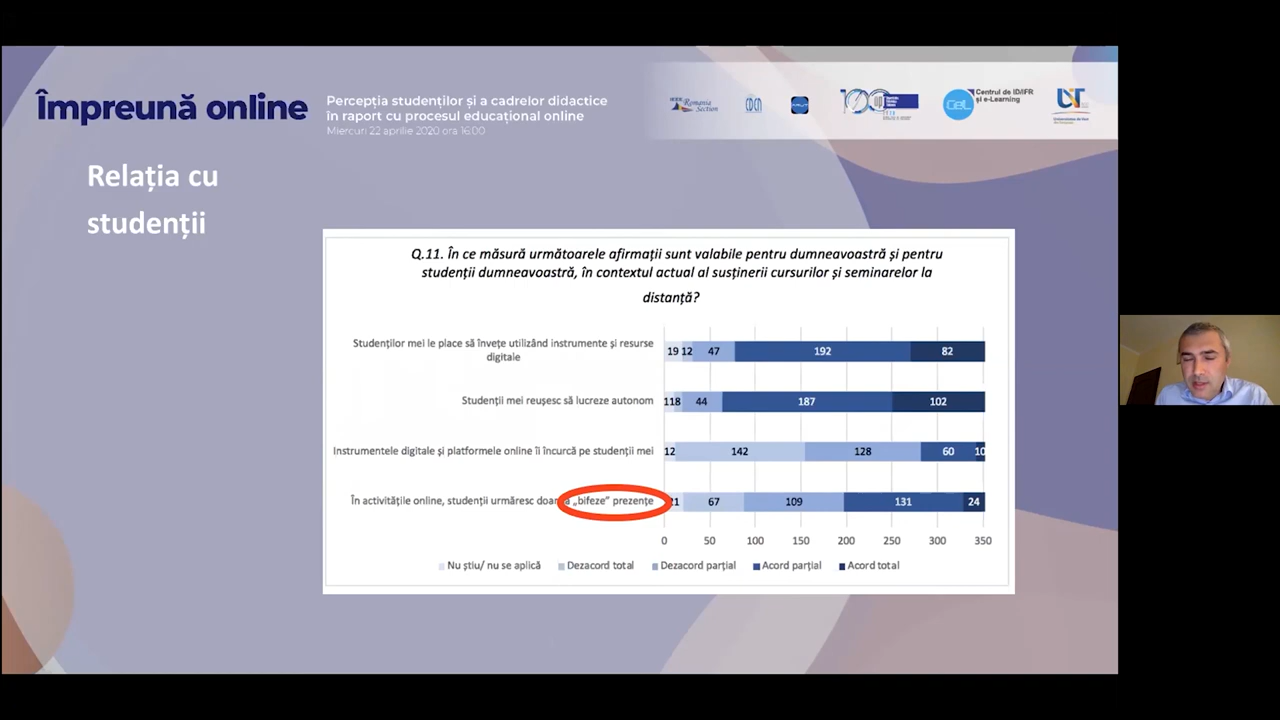 Împreună online
Percepția studenților și a cadrelor didactice
în raport cu procesul educațional online
Miercuri 22 aprilie 2020 ora 16:00
Romania
Section
100
Centrul de ID/IFR
și e-Learning
Relația cu
studenții
Q.11. În ce măsură următoarele afirmații sunt valabile pentru dumneavoastră și pentru
studenții dumneavoastră, în contextul actual al susținerii cursurilor și seminarelor la
distanță?
Studenților mei le place să învețe utilizând instrumente și resurse
digitale
19 12 47 192 82
Studenții mei reușesc să lucreze autonom
118 44 187 102
Instrumentele digitale și platformele online îi încurcă pe studenții mei
12 142 128 60 10
În activitățile online, studenții urmăresc doar „bifeze” prezențe
21 67 109 131 24
0 50 100 150 200 250 300 350
Nu știu/ nu se aplică Dezacord total Dezacord parțial Acord parțial Acord total